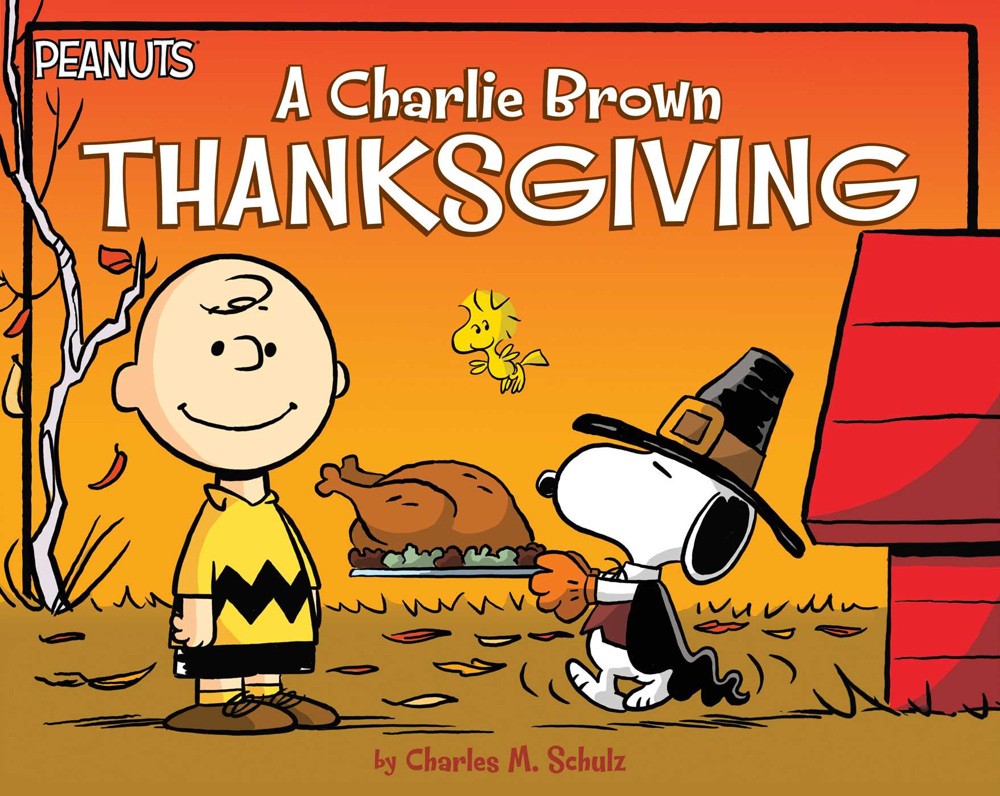 PEANUTS
A Charlie Brown
THANKSGIVING
by Charles M. Schulz